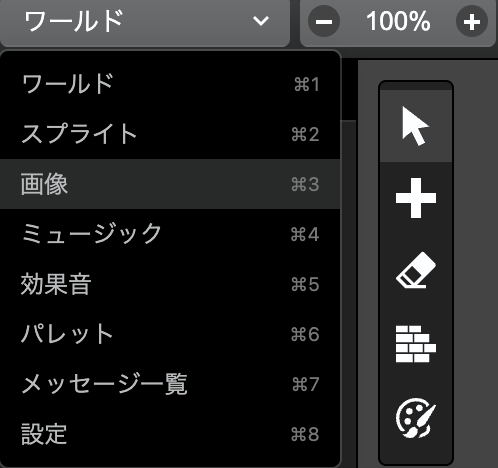 ワールド
100%
ワールド ⌘1
スプライト ⌘2
画像 ⌘3
ミュージック ⌘4
効果音 ⌘5
パレット ⌘6
メッセージ一覧 ⌘7
設定 ⌘8